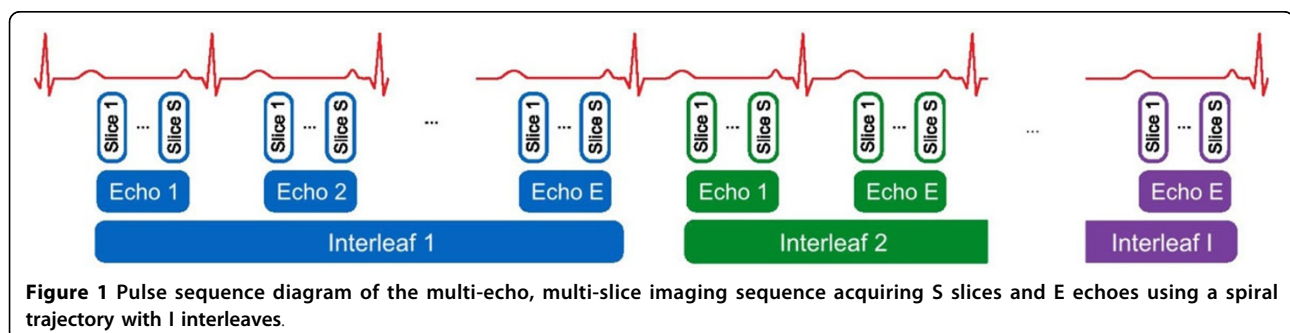 Slice 1 ... Slice S Slice 1 ... Slice S ... Slice 1 ... Slice S Slice 1 ... Slice S Slice 1 ... Slice S ... Slice 1 ... Slice S
Echo 1 Echo 2 Echo E Echo 1 Echo E Echo E
Interleaf 1 Interleaf 2 Interleaf I
Figure 1 Pulse sequence diagram of the multi-echo, multi-slice imaging sequence acquiring S slices and E echoes using a spiral
trajectory with I interleaves.